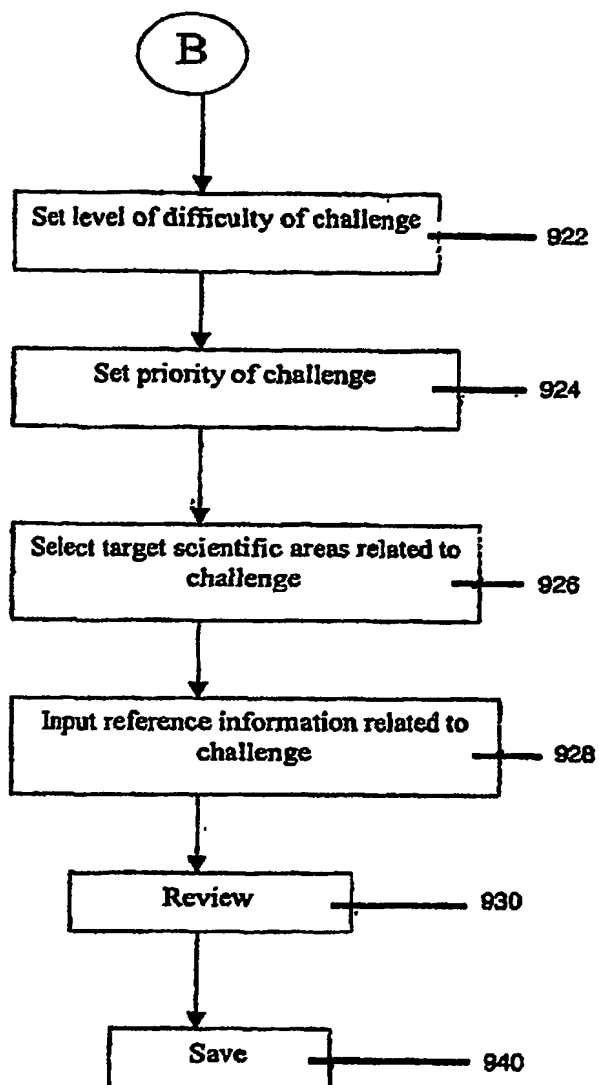 B
Set level of difficulty of challenge
922
Set priority of challenge
924
Select target scientific areas related to
challenge
926
Input reference information related to
challenge
928
Review
930
Save
940